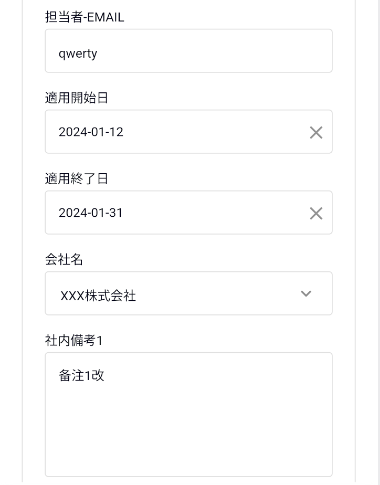 担当者-EMAIL
qwerty
適用開始日
2024-01-12
適用終了日
2024-01-31
会社名
XXX株式会社
社内備考1
备注1改